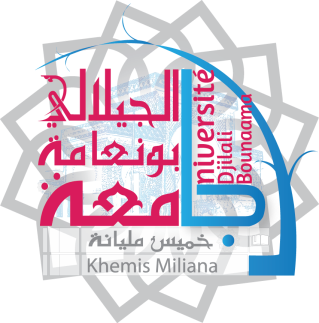 الجيلالي
بونعامة
جامعة
Université
Djilali
Bounaama
خميس مليانة
Khemis Miliana